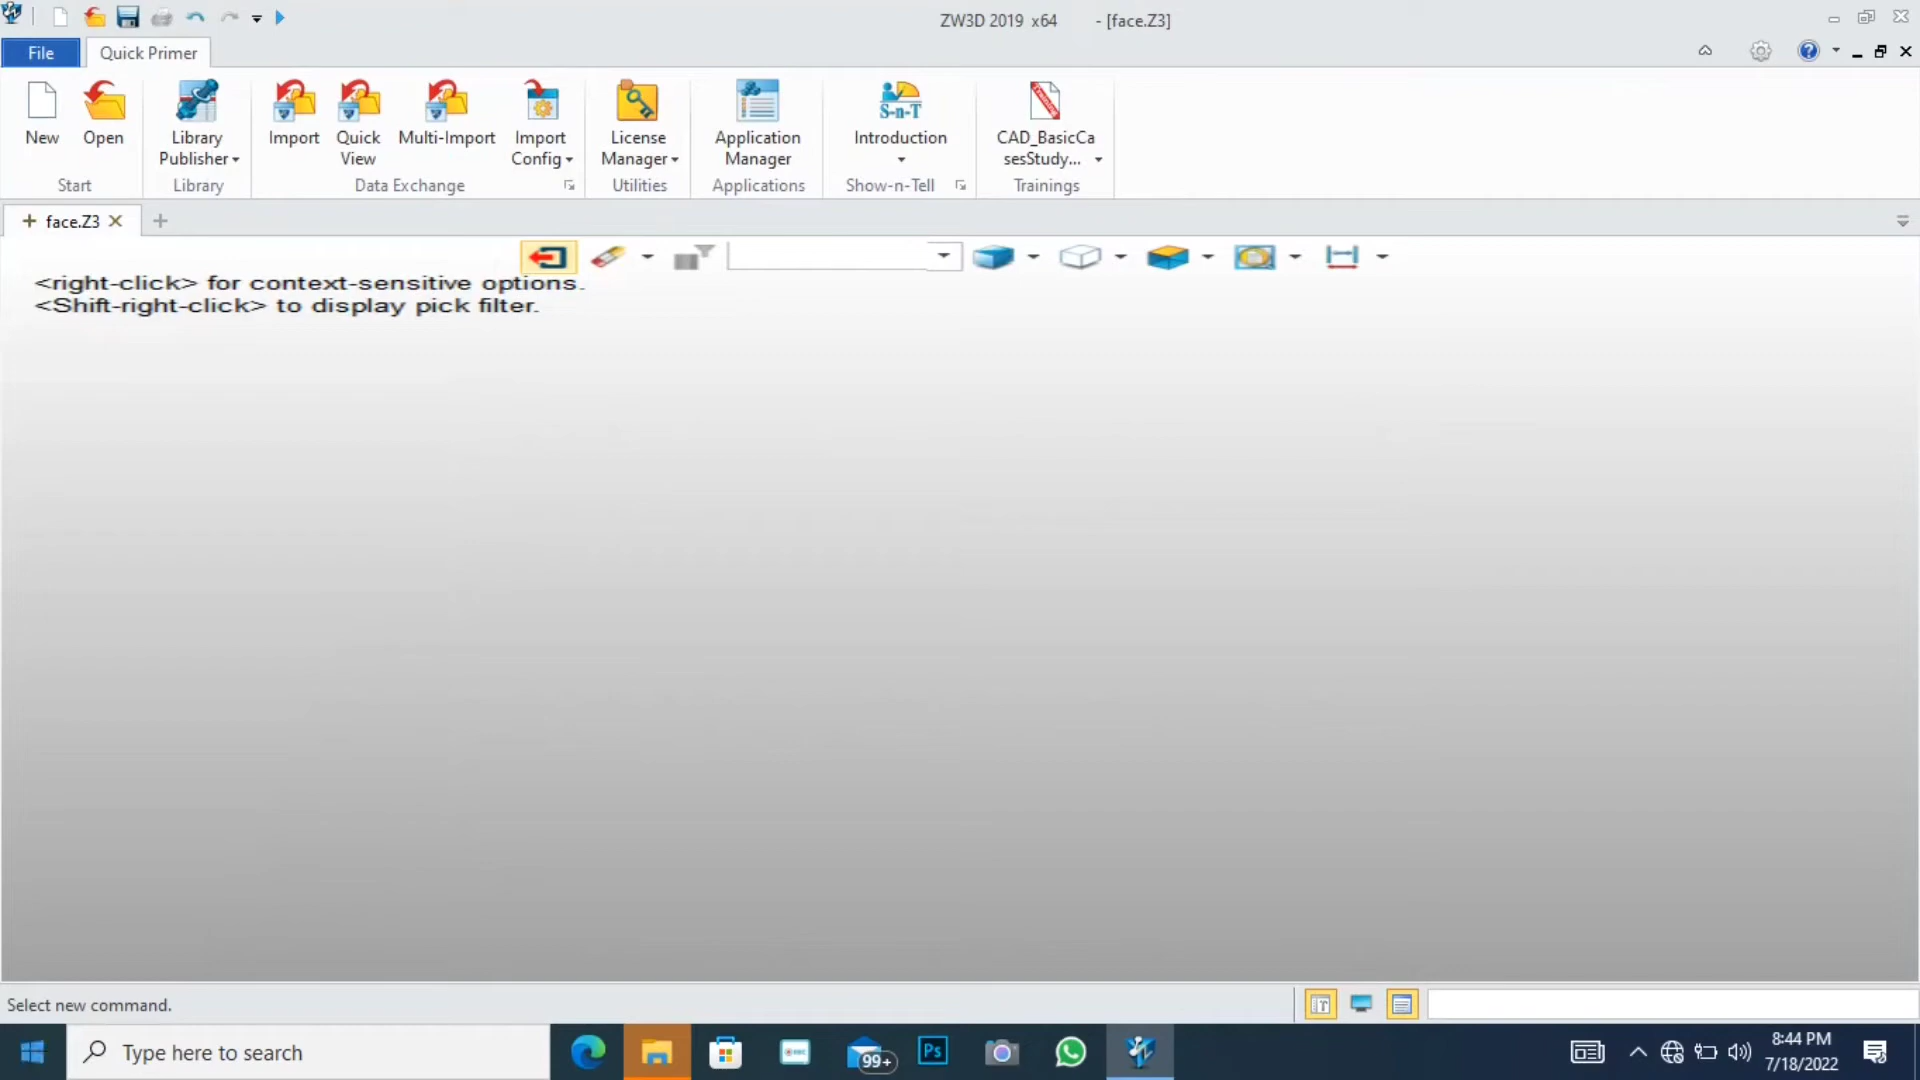 ZW3D 2019 x64 - [face.Z3]
File
Quick Primer
New
Open
Library
Publisher
Import
Quick
View
Multi-Import
Import
Config
License
Manager
Application
Manager
S-n-T
Introduction
Training
CAD_BasicCa
sesStudy...
Start
Library
Data Exchange
Utilities
Applications
Show-n-Tell
Trainings
face.Z3
<right-click> for context-sensitive options.
<Shift-right-click> to display pick filter.
Select new command.
Type here to search
99+
Ps
8:44 PM
7/18/2022